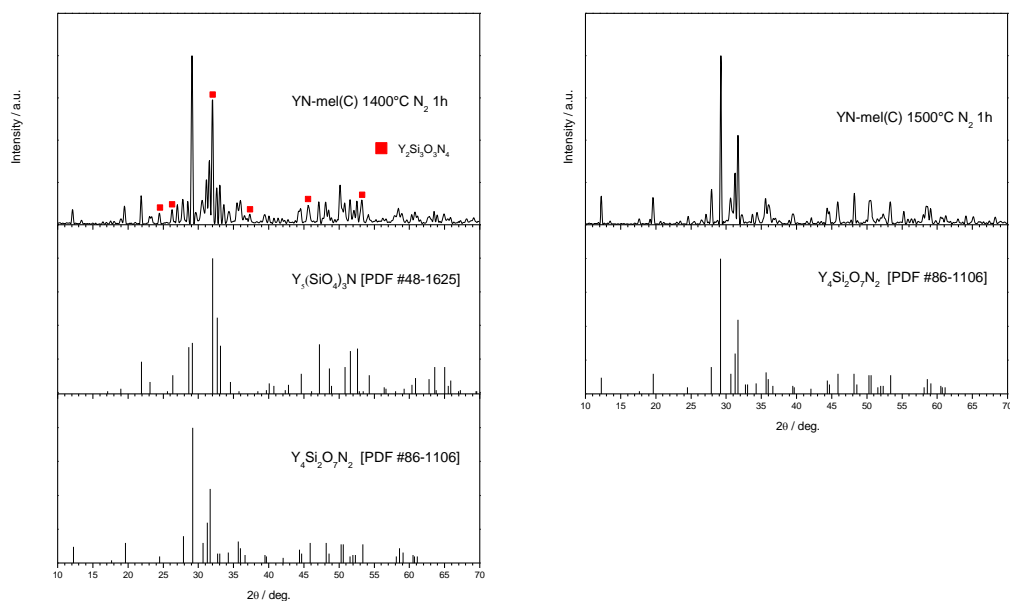 Intensity / a.u.
YN-mel(C) 1400°C N2 1h
Y2Si3O3N4
Y5(SiO4)3N [PDF #48-1625]
Y4Si2O7N2 [PDF #86-1106]
10 15 20 25 30 35 40 45 50 55 60 65 70
2θ / deg.
Intensity / a.u.
YN-mel(C) 1500°C N2 1h
Y4Si2O7N2 [PDF #86-1106]
10 15 20 25 30 35 40 45 50 55 60 65 70
2θ / deg.